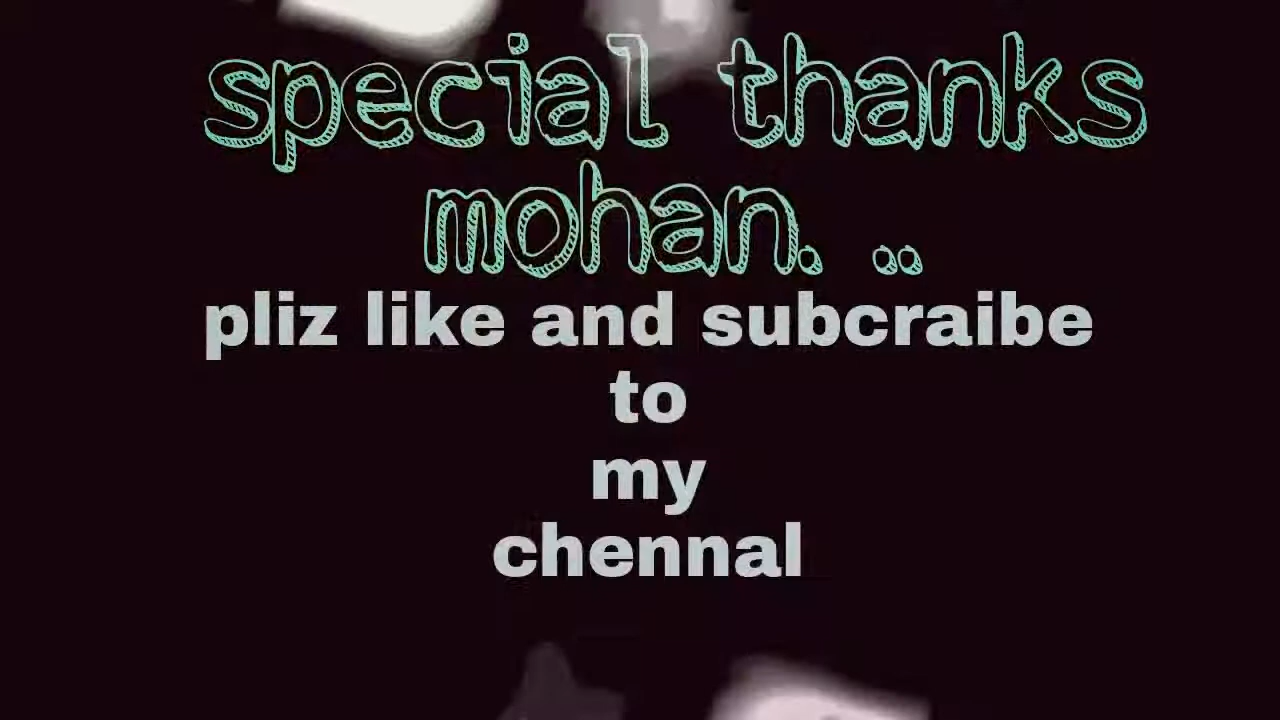 special thanks
mohan. ..
pliz like and subcraibe
to
my
chennal